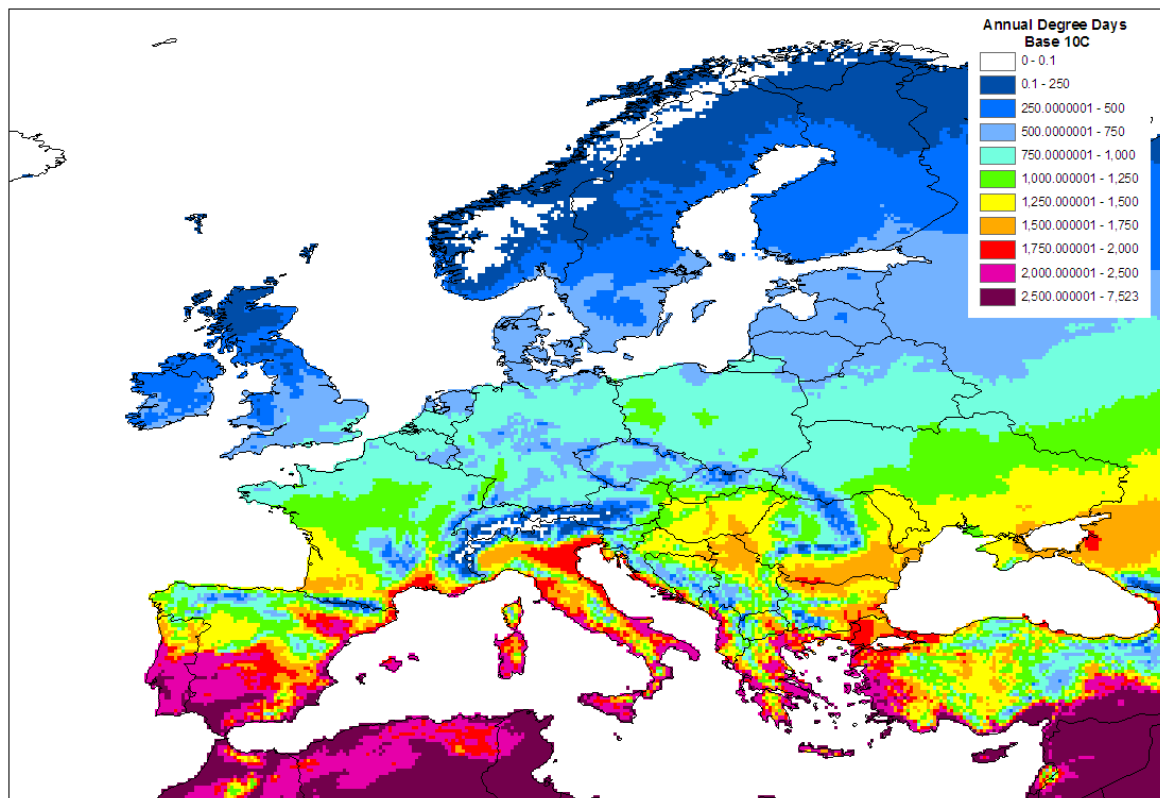 Annual Degree Days
Base 10C
0 - 0.1
0.1 - 250
250.0000001 - 500
500.0000001 - 750
750.0000001 - 1,000
1,000.000001 - 1,250
1,250.000001 - 1,500
1,500.000001 - 1,750
1,750.000001 - 2,000
2,000.000001 - 2,500
2,500.000001 - 7,523